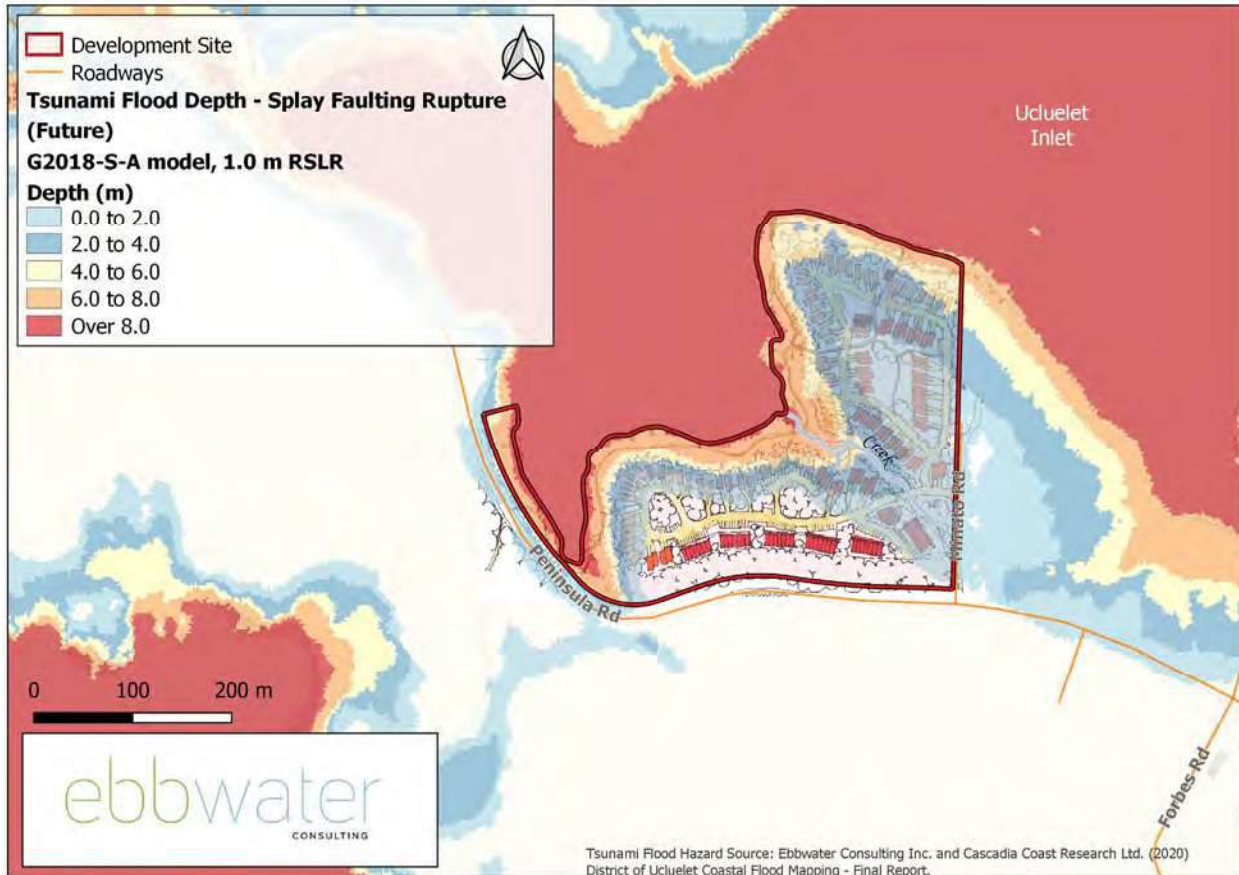 Development Site
Roadways
Tsunami Flood Depth - Splay Faulting Rupture
(Future)
G2018-S-A model, 1.0 m RSLR
Depth (m)
0.0 to 2.0
2.0 to 4.0
4.0 to 6.0
6.0 to 8.0
Over 8.0
Ucluelet
Inlet
Creek
Minato Rd
Peninsula Rd
Forbes Rd
0 100 200 m
ebbwater
CONSULTING
Tsunami Flood Hazard Source: Ebbwater Consulting Inc. and Cascadia Coast Research Ltd. (2020)
District of Ucluelet Coastal Flood Mapping - Final Report.